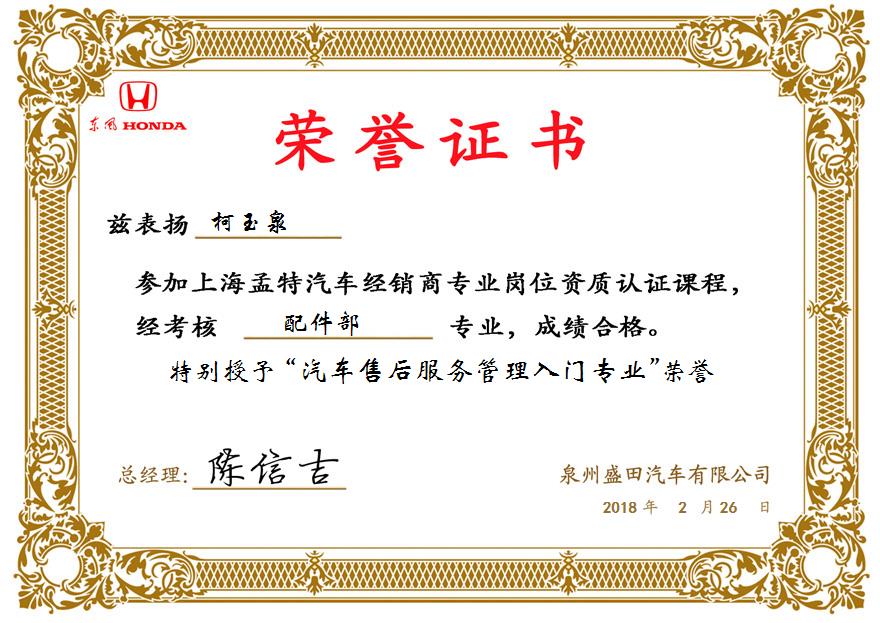 东风 HONDA
荣誉证书
兹表扬 柯玉泉
参加上海孟特汽车经销商专业岗位资质认证课程，
经考核 配件部 专业，成绩合格。
特别授予“汽车售后服务管理入门专业”荣誉
总经理: 陈信吉
泉州盛田汽车有限公司
2018 年 2 月 26 日